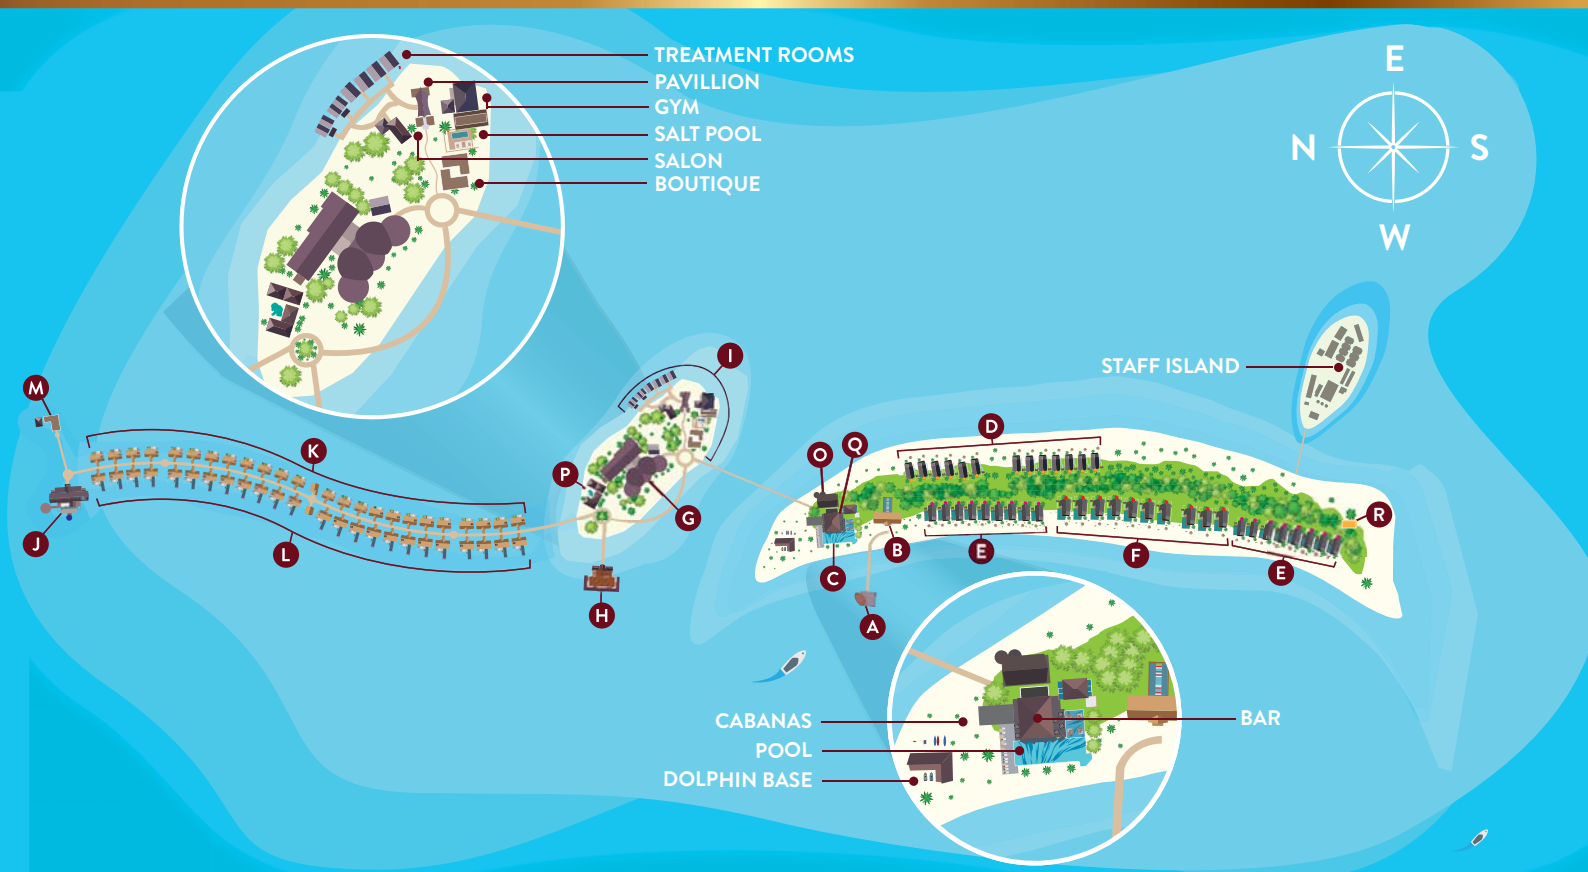 TREATMENT ROOMS
PAVILLION
GYM
SALT POOL
SALON
BOUTIQUE
E
N
S
W
STAFF ISLAND
I
M
D
O
Q
K
P
G
R
J
L
B
E
F
E
C
H
A
CABANAS
POOL
DOLPHIN BASE
BAR